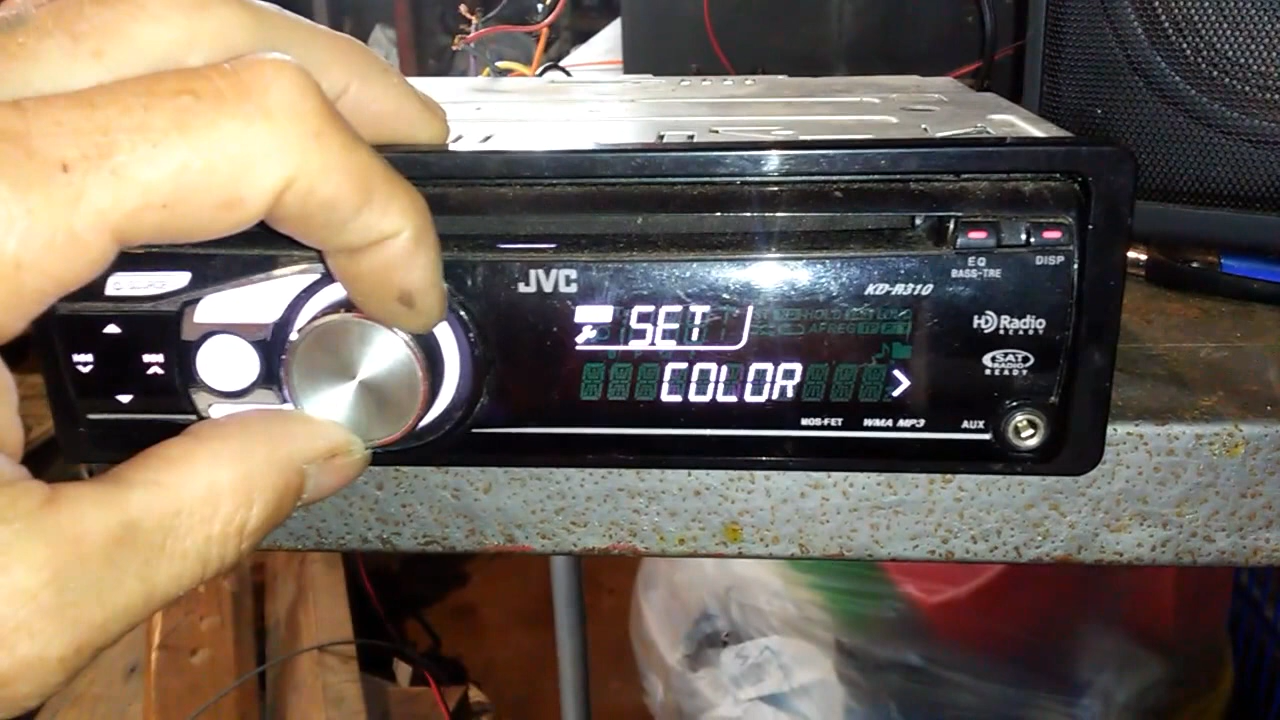 SOURCE
JVC
KD-R310
EQ
BASS-TRE
DISP
SET
COLOR
HD Radio
READY
SAT
RADIO
READY
MOS-FET
WMA MP3
AUX